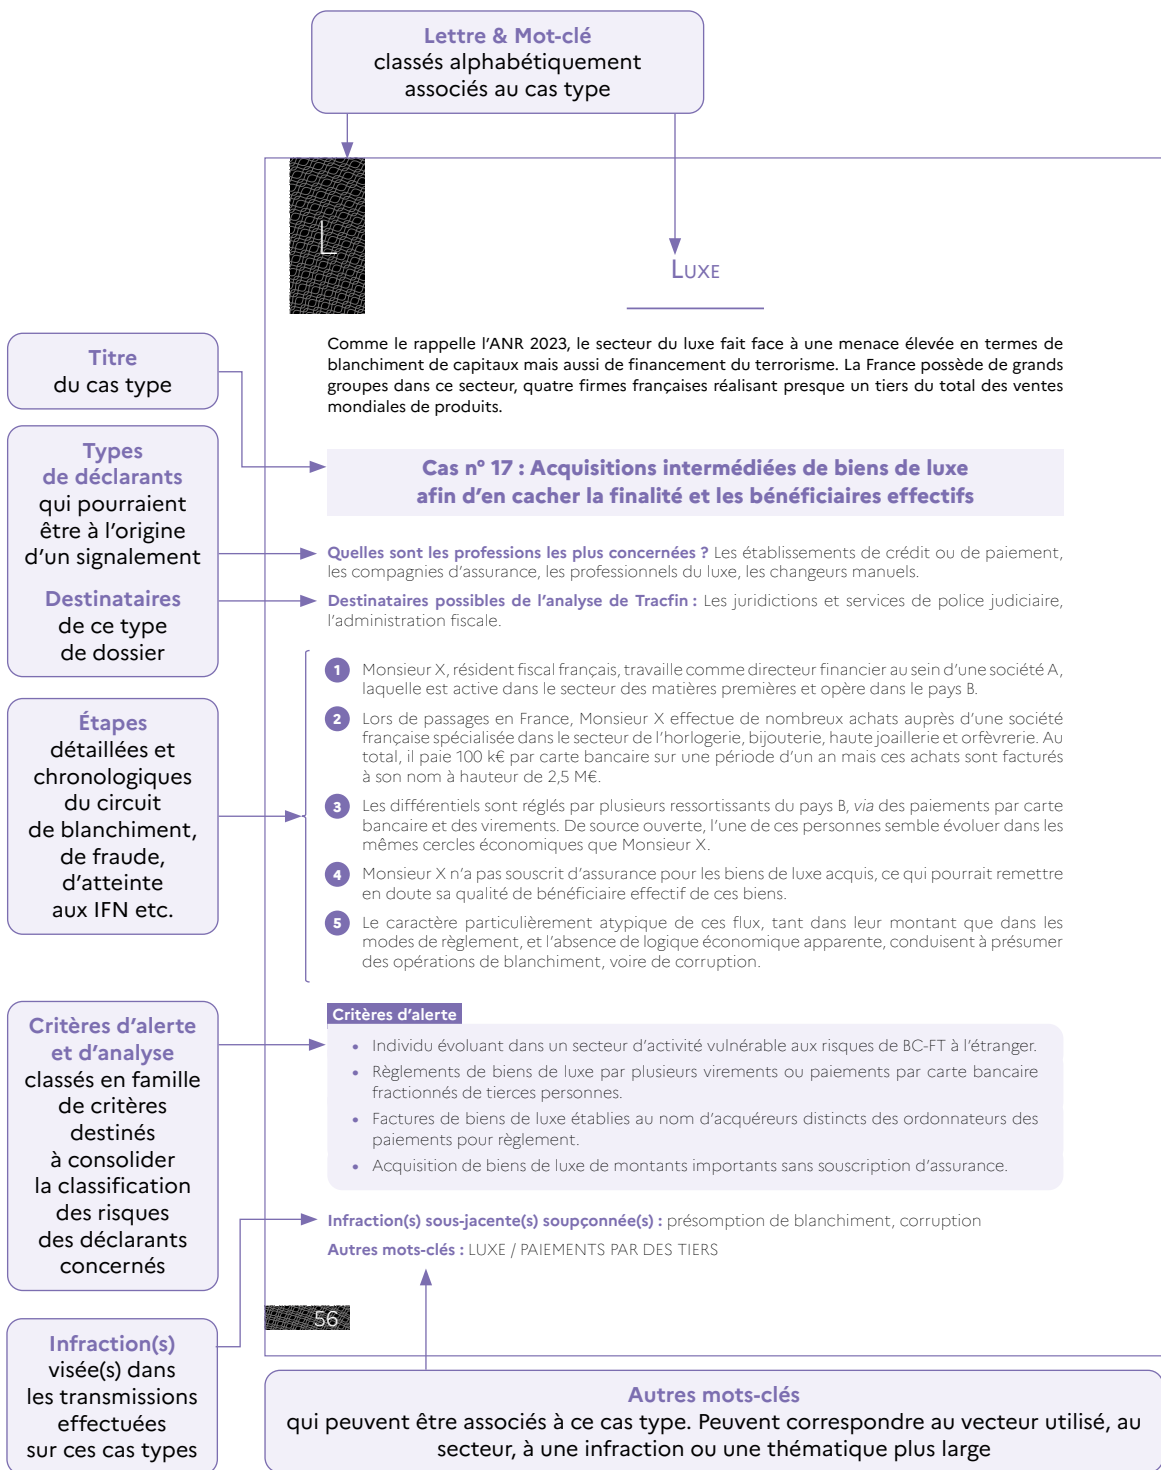 Lettre & Mot-clé
classés alphabétiquement
associés au cas type
L
LUXE
Comme le rappelle l'ANR 2023, le secteur du luxe fait face à une menace élevée en termes de
blanchiment de capitaux mais aussi de financement du terrorisme. La France possède de grands
groupes dans ce secteur, quatre firmes françaises réalisant presque un tiers du total des ventes
mondiales de produits.
Titre
du cas type
Cas n° 17 : Acquisitions intermédiées de biens de luxe
afin d'en cacher la finalité et les bénéficiaires effectifs
Types
de déclarants
qui pourraient
être à l'origine
d'un signalement
Quelles sont les professions les plus concernées ? Les établissements de crédit ou de paiement,
les compagnies d'assurance, les professionnels du luxe, les changeurs manuels.
Destinataires
de ce type
de dossier
Destinataires possibles de l'analyse de Tracfin : Les juridictions et services de police judiciaire,
l'administration fiscale.
Étapes
détaillées et
chronologiques
du circuit
de blanchiment,
de fraude,
d'atteinte
aux IFN etc.
1 Monsieur X, résident fiscal français, travaille comme directeur financier au sein d'une société A,
laquelle est active dans le secteur des matières premières et opère dans le pays B.
2 Lors de passages en France, Monsieur X effectue de nombreux achats auprès d'une société
française spécialisée dans le secteur de l'horlogerie, bijouterie, haute joaillerie et orfèvrerie. Au
total, il paie 100 k€ par carte bancaire sur une période d'un an mais ces achats sont facturés
à son nom à hauteur de 2,5 M€.
3 Les différentiels sont réglés par plusieurs ressortissants du pays B, via des paiements par carte
bancaire et des virements. De source ouverte, l'une de ces personnes semble évoluer dans les
mêmes cercles économiques que Monsieur X.
4 Monsieur X n'a pas souscrit d'assurance pour les biens de luxe acquis, ce qui pourrait remettre
en doute sa qualité de bénéficiaire effectif de ces biens.
5 Le caractère particulièrement atypique de ces flux, tant dans leur montant que dans les
modes de règlement, et l'absence de logique économique apparente, conduisent à présumer
des opérations de blanchiment, voire de corruption.
Critères d'alerte
et d'analyse
classés en famille
de critères
destinés
à consolider
la classification
des risques
des déclarants
concernés
Critères d'alerte
• Individu évoluant dans un secteur d'activité vulnérable aux risques de BC-FT à l'étranger.
• Règlements de biens de luxe par plusieurs virements ou paiements par carte bancaire
fractionnés de tierces personnes.
• Factures de biens de luxe établies au nom d'acquéreurs distincts des ordonnateurs des
paiements pour règlement.
• Acquisition de biens de luxe de montants importants sans souscription d'assurance.
Infraction(s) sous-jacente(s) soupçonnée(s) : présomption de blanchiment, corruption
Autres mots-clés : LUXE / PAIEMENTS PAR DES TIERS
56
Infraction(s)
visée(s) dans
les transmissions
effectuées
sur ces cas types
Autres mots-clés
qui peuvent être associés à ce cas type. Peuvent correspondre au vecteur utilisé, au
secteur, à une infraction ou une thématique plus large